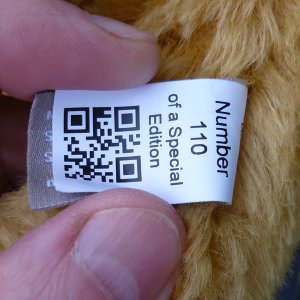 Number
110
of a Special
Edition